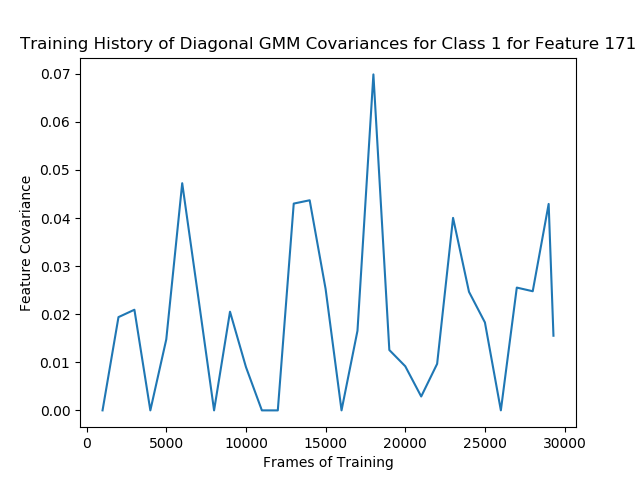 Training History of Diagonal GMM Covariances for Class 1 for Feature 171
Feature Covariance
0.07
0.06
0.05
0.04
0.03
0.02
0.01
0.00
0 5000 10000 15000 20000 25000 30000
Frames of Training